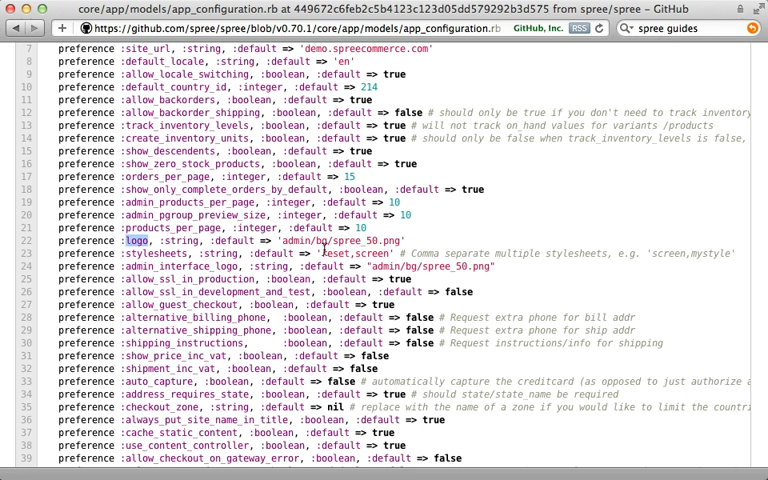 core/app/models/app_configuration.rb at 449672c6feb2c5b4123c123d05dd579292b3d575 from spree/spree – GitHub
https://github.com/spree/spree/blob/v0.70.1/core/app/models/app_configuration.rb GitHub, Inc. RSS spree guides
7 preference :site_url, :string, :default => 'demo.spreecommerce.com'
8 preference :default_locale, :string, :default => 'en'
9 preference :allow_locale_switching, :boolean, :default => true
10 preference :default_country_id, :integer, :default => 214
11 preference :allow_backorders, :boolean, :default => true
12 preference :allow_backorder_shipping, :boolean, :default => false # should only be true if you don't need to track inventory
13 preference :track_inventory_levels, :boolean, :default => true # will not track on_hand values for variants /products
14 preference :create_inventory_units, :boolean, :default => true # should only be false when track_inventory_levels is false,
15 preference :show_descendents, :boolean, :default => true
16 preference :show_zero_stock_products, :boolean, :default => true
17 preference :orders_per_page, :integer, :default => 15
18 preference :show_only_complete_orders_by_default, :boolean, :default => true
19 preference :admin_products_per_page, :integer, :default => 10
20 preference :admin_pgroup_preview_size, :integer, :default => 10
21 preference :products_per_page, :integer, :default => 10
22 preference :logo, :string, :default => 'admin/bg/spree_50.png'
23 preference :stylesheets, :string, :default => 'reset,screen' # Comma separate multiple stylesheets, e.g. 'screen,mystyle'
24 preference :admin_interface_logo, :string, :default => "admin/bg/spree_50.png"
25 preference :allow_ssl_in_production, :boolean, :default => true
26 preference :allow_ssl_in_development_and_test, :boolean, :default => false
27 preference :allow_guest_checkout, :boolean, :default => true
28 preference :alternative_billing_phone, :boolean, :default => false # Request extra phone for bill addr
29 preference :alternative_shipping_phone, :boolean, :default => false # Request extra phone for ship addr
30 preference :shipping_instructions, :boolean, :default => false # Request instructions/info for shipping
31 preference :show_price_inc_vat, :boolean, :default => false
32 preference :shipment_inc_vat, :boolean, :default => false
33 preference :auto_capture, :boolean, :default => false # automatically capture the creditcard (as opposed to just authorize a
34 preference :address_requires_state, :boolean, :default => true # should state/state_name be required
35 preference :checkout_zone, :string, :default => nil # replace with the name of a zone if you would like to limit the countri
36 preference :always_put_site_name_in_title, :boolean, :default => true
37 preference :cache_static_content, :boolean, :default => true
38 preference :use_content_controller, :boolean, :default => true
39 preference :allow_checkout_on_gateway_error, :boolean, :default => false